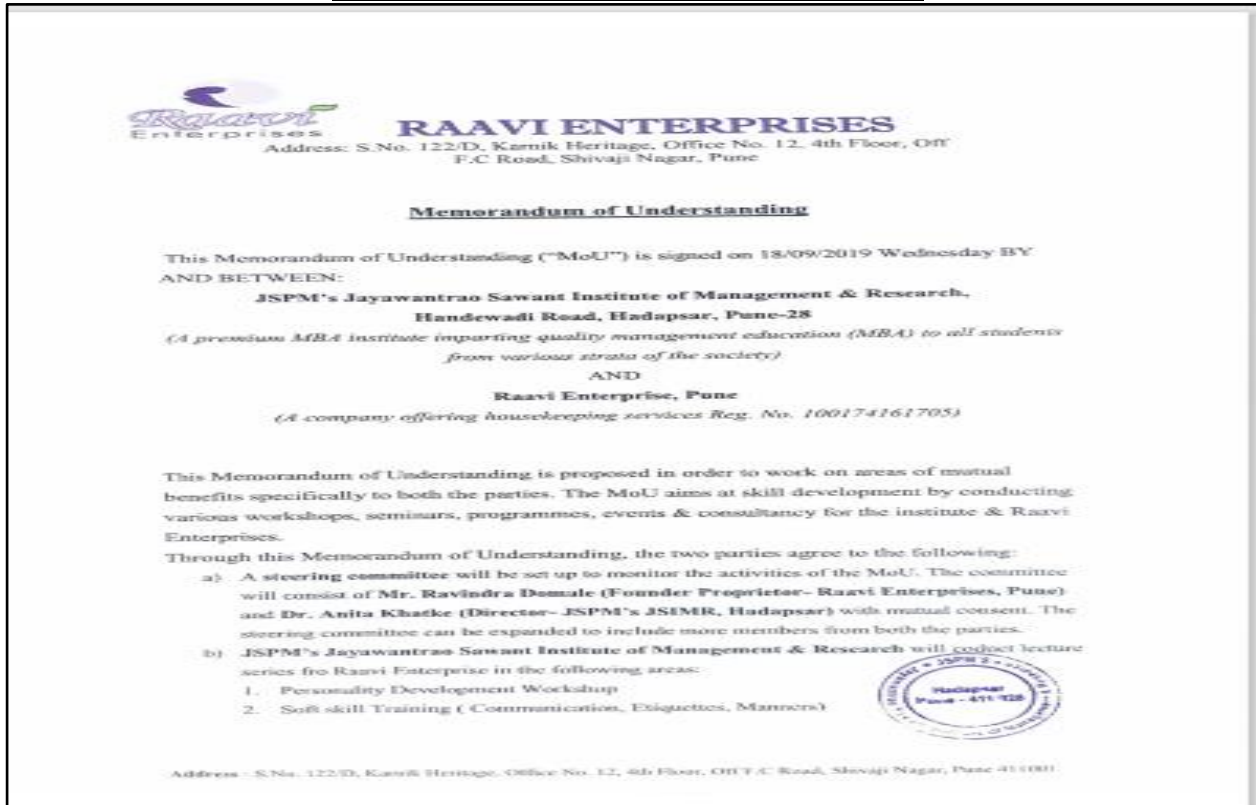 Raavi
Enterprises
RAAVI ENTERPRISES
Address: S.No. 122/D, Karnik Heritage, Office No. 12, 4th Floor, Off
F.C Road, Shivaji Nagar, Pune
Memorandum of Understanding
This Memorandum of Understanding (“MoU”) is signed on 18/09/2019 Wednesday BY
AND BETWEEN:
JSPM’s Jayawantrao Sawant Institute of Management & Research,
Handewadi Road, Hadapsar, Pune-28
(A premium MBA institute imparting quality management education (MBA) to all students
from various strata of the society)
AND
Raavi Enterprise, Pune
(A company offering housekeeping services Reg. No. 100174161705)
This Memorandum of Understanding is proposed in order to work on areas of mutual
benefits specifically to both the parties. The MoU aims at skill development by conducting
various workshops, seminars, programmes, events & consultancy for the institute & Raavi
Enterprises.
Through this Memorandum of Understanding, the two parties agree to the following:
a) A steering committee will be set up to monitor the activities of the MoU. The committee
will consist of Mr. Ravindra Domale (Founder Proprietor- Raavi Enterprises, Pune)
and Dr. Anita Khatke (Director- JSPM’s JSIMR, Hadapsar) with mutual consent. The
steering committee can be expanded to include more members from both the parties.
b) JSPM’s Jayawantrao Sawant Institute of Management & Research will codnct lecture
series fro Raavi Enterprise in the following areas:
1. Personality Development Workshup
2. Soft skill Training ( Communication, Etiquettes, Manners)
JSPM'S
Hadapsar
Pune - 411 028
Address : S.No. 122/D, Karnik Heritage, Office No. 12, 4th Floor, Off F.C Road, Shivaji Nagar, Pune 411001